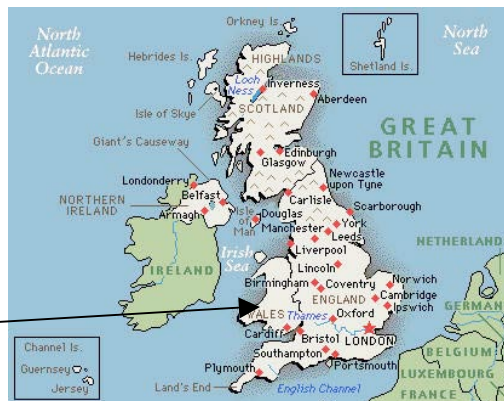 North
Atlantic
Ocean
Orkney Is.
North
Sea
Hebrides Is.
HIGHLANDS
Shetland Is.
Loch
Ness
Inverness
Isle of Skye
SCOTLAND
Aberdeen
GREAT
BRITAIN
Giant's Causeway
Edinburgh
Glasgow
Londonderry
Newcastle
upon Tyne
Belfast
Carlisle
Scarborough
NORTHERN
IRELAND
Armagh
Isle
of
Man
Douglas
York
Manchester
Leeds
Irish
Sea
Liverpool
NETHERLAND
IRELAND
Lincoln
Norwich
Birmingham
Coventry
ENGLAND
Cambridge
Ipswich
GERMAN
WALES
Thames
Oxford
Cardiff
Bristol
LONDON
BELGIUM
Channel Is.
Guernsey
Jersey
Southampton
Portsmouth
Plymouth
LUXEMBOURG
Land's End
English Channel
FRANCE